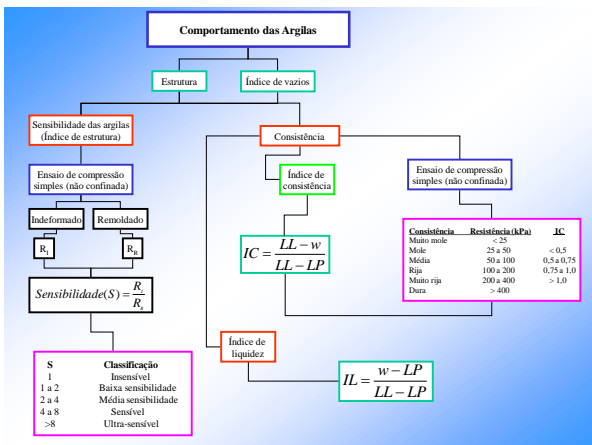 Comportamento das Argilas
Estrutura
Índice de vazios
Sensibilidade das argilas
(Índice de estrutura)
Consistência
Ensaio de compressão
simples (não confinada)
Índice de
consistência
Ensaio de compressão
simples (não confinada)
Indeformado
Remoldado
R_I
R_R
Sensibilidade(S) = R_I / R_R
IC = (LL − w) / (LL − LP)
Consistência Resistência (kPa) IC
Muito mole < 25
Mole 25 a 50 < 0,5
Média 50 a 100 0,5 a 0,75
Rija 100 a 200 0,75 a 1,0
Muito rija 200 a 400 > 1,0
Dura > 400
Índice de
liquidez
IL = (w − LP) / (LL − LP)
S Classificação
1 Insensível
1 a 2 Baixa sensibilidade
2 a 4 Média sensibilidade
4 a 8 Sensível
>8 Ultra-sensível